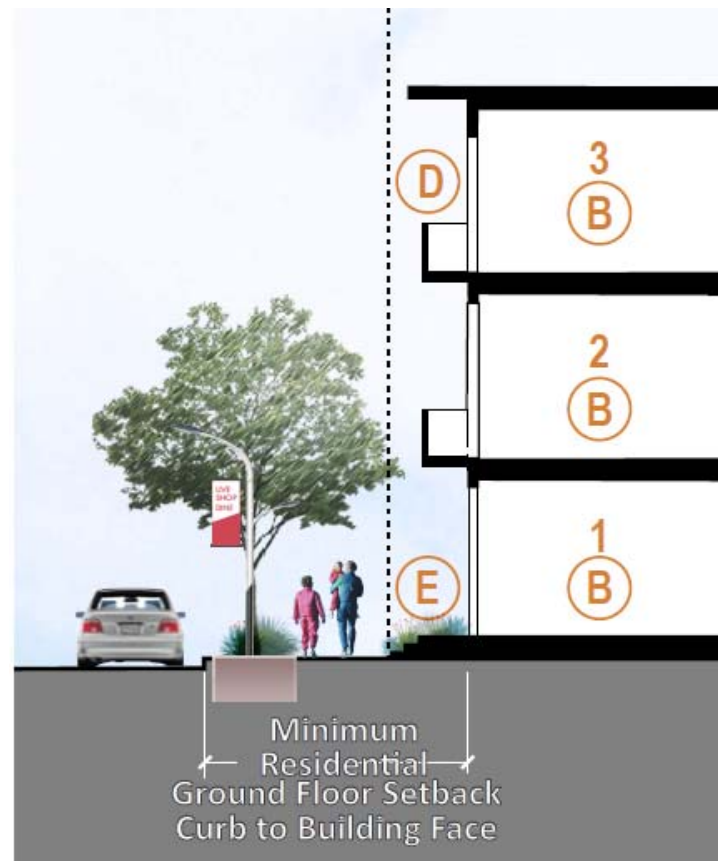 3
D
B
2
B
LIVE
SHOP
DINE
1
E
B
Minimum
Residential
Ground Floor Setback
Curb to Building Face